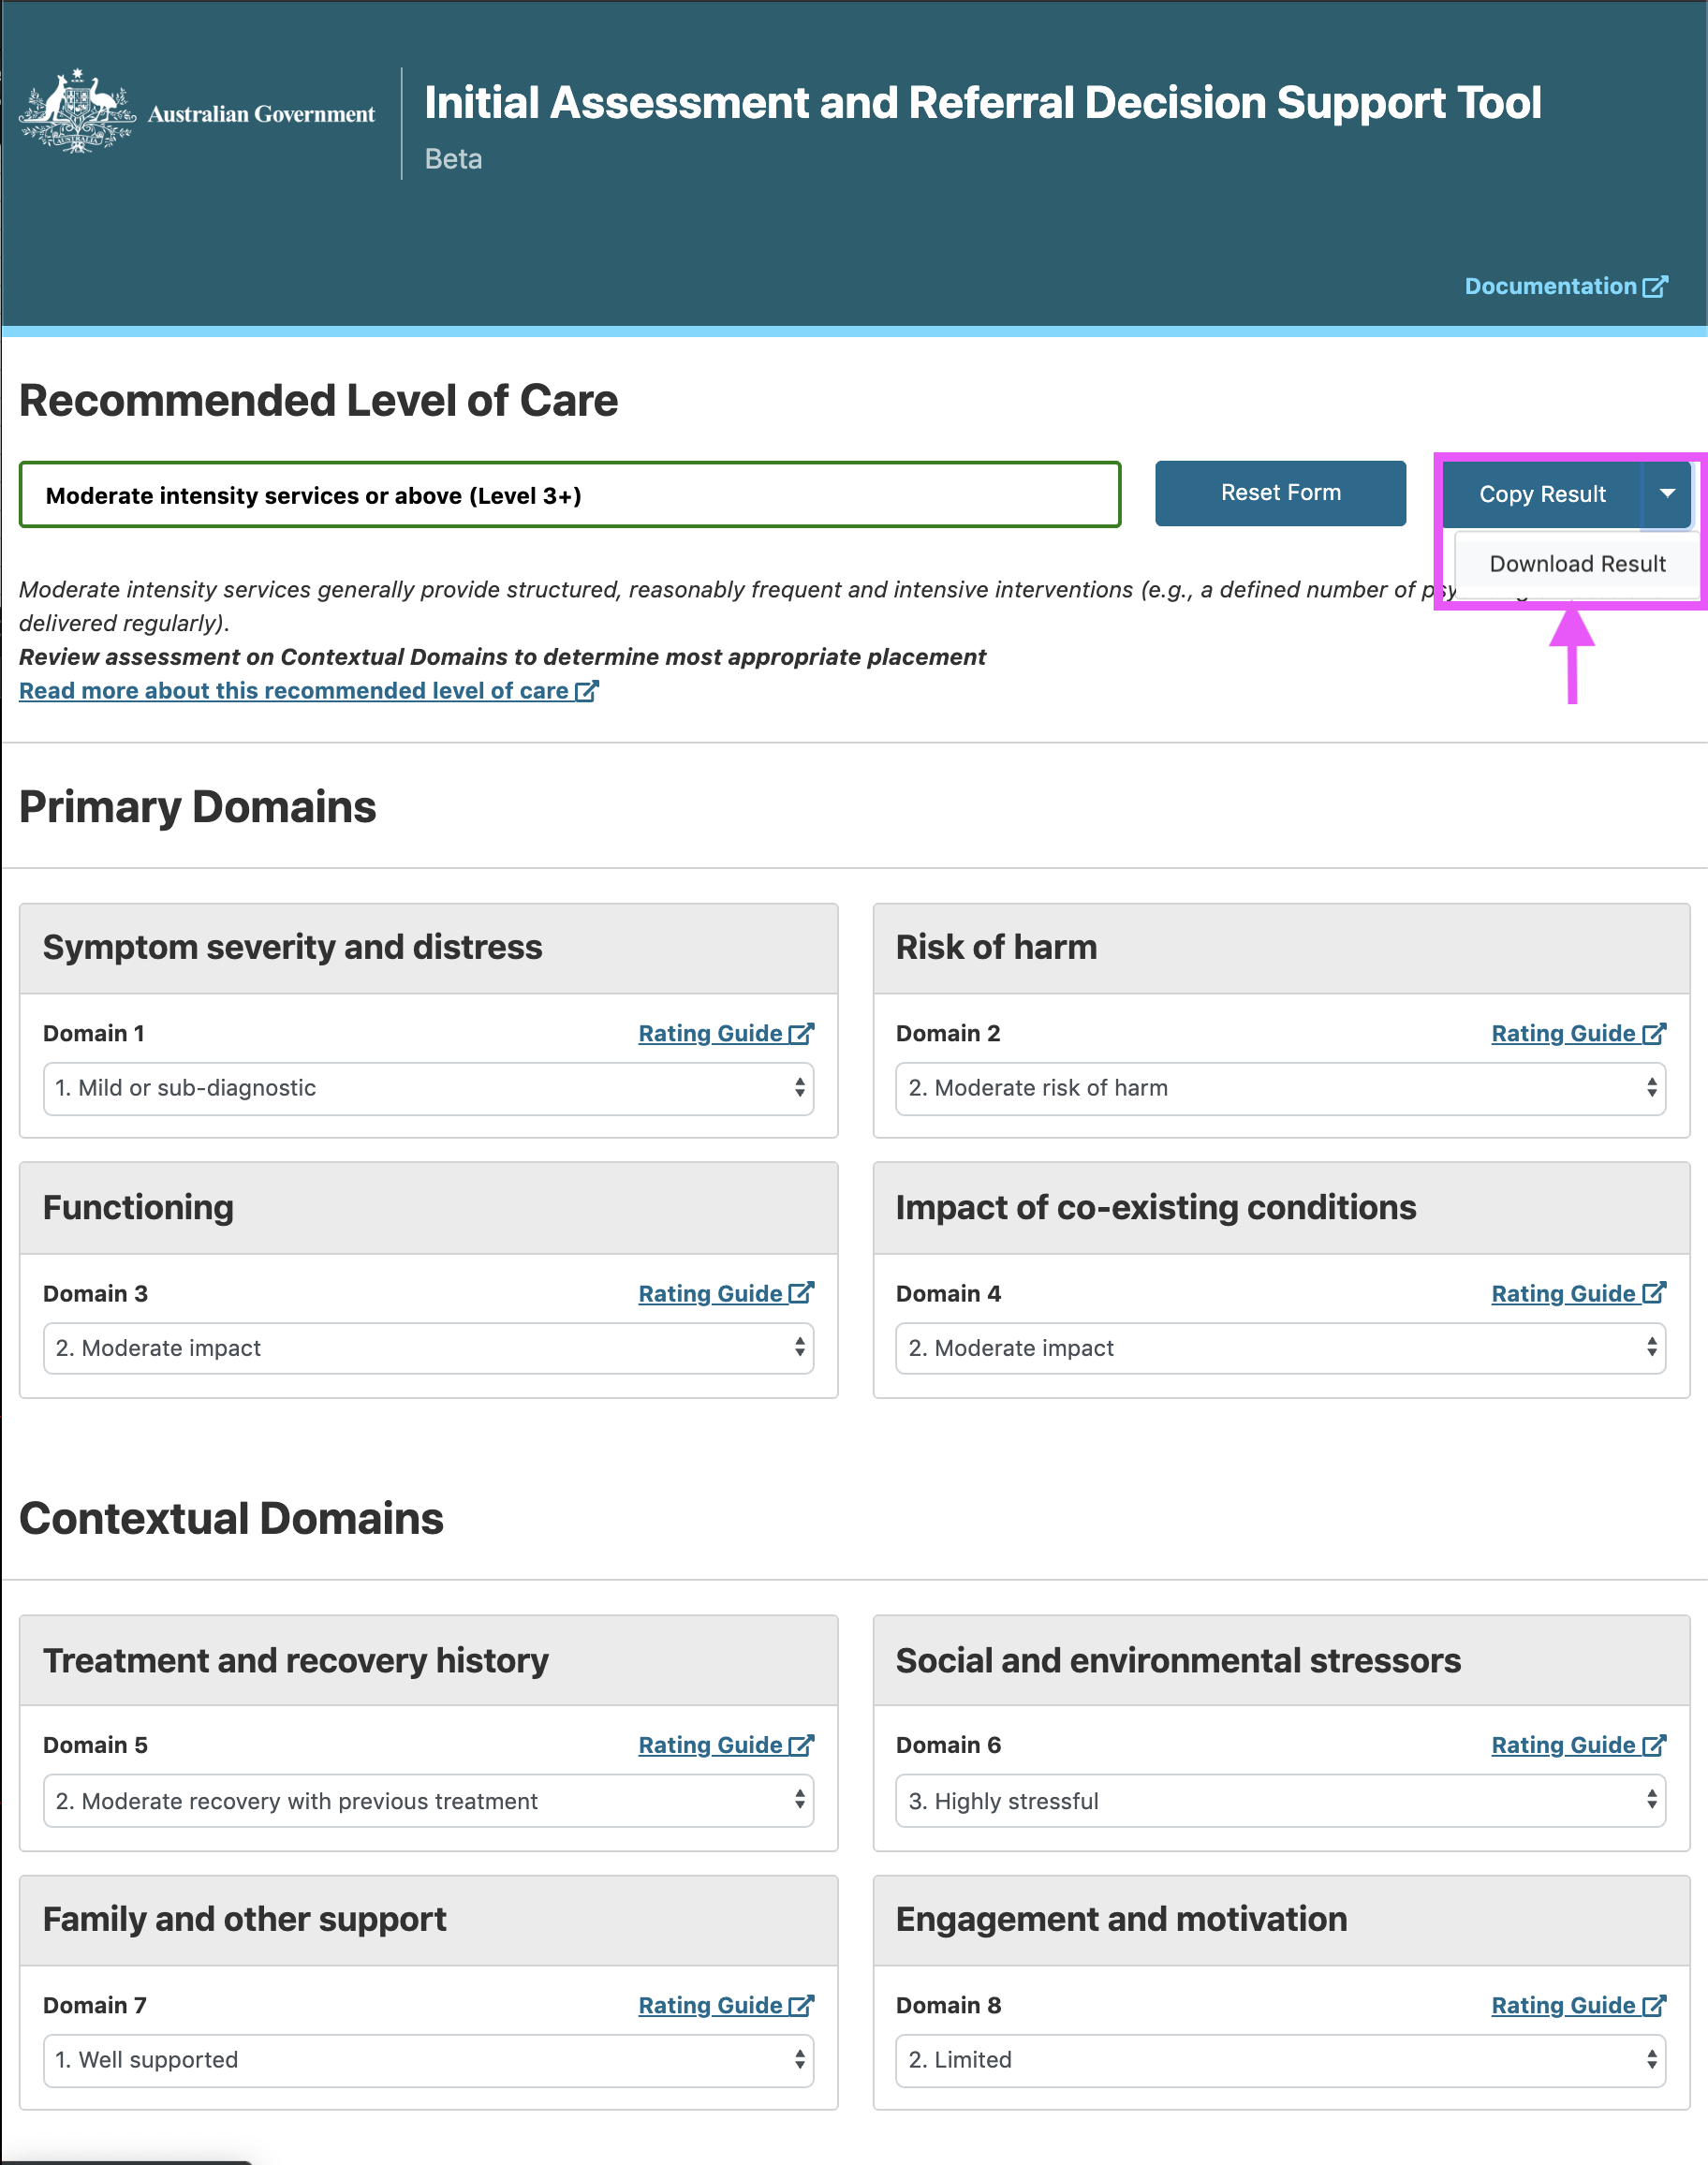 Australian Government
Initial Assessment and Referral Decision Support Tool
Beta
Documentation
Recommended Level of Care
Moderate intensity services or above (Level 3+)
Reset Form
Copy Result
Download Result
Moderate intensity services generally provide structured, reasonably frequent and intensive interventions (e.g., a defined number of
delivered regularly).
Review assessment on Contextual Domains to determine most appropriate placement
Read more about this recommended level of care
Primary Domains
Symptom severity and distress
Domain 1
Rating Guide
1. Mild or sub-diagnostic
Risk of harm
Domain 2
Rating Guide
2. Moderate risk of harm
Functioning
Domain 3
Rating Guide
2. Moderate impact
Impact of co-existing conditions
Domain 4
Rating Guide
2. Moderate impact
Contextual Domains
Treatment and recovery history
Domain 5
Rating Guide
2. Moderate recovery with previous treatment
Social and environmental stressors
Domain 6
Rating Guide
3. Highly stressful
Family and other support
Domain 7
Rating Guide
1. Well supported
Engagement and motivation
Domain 8
Rating Guide
2. Limited